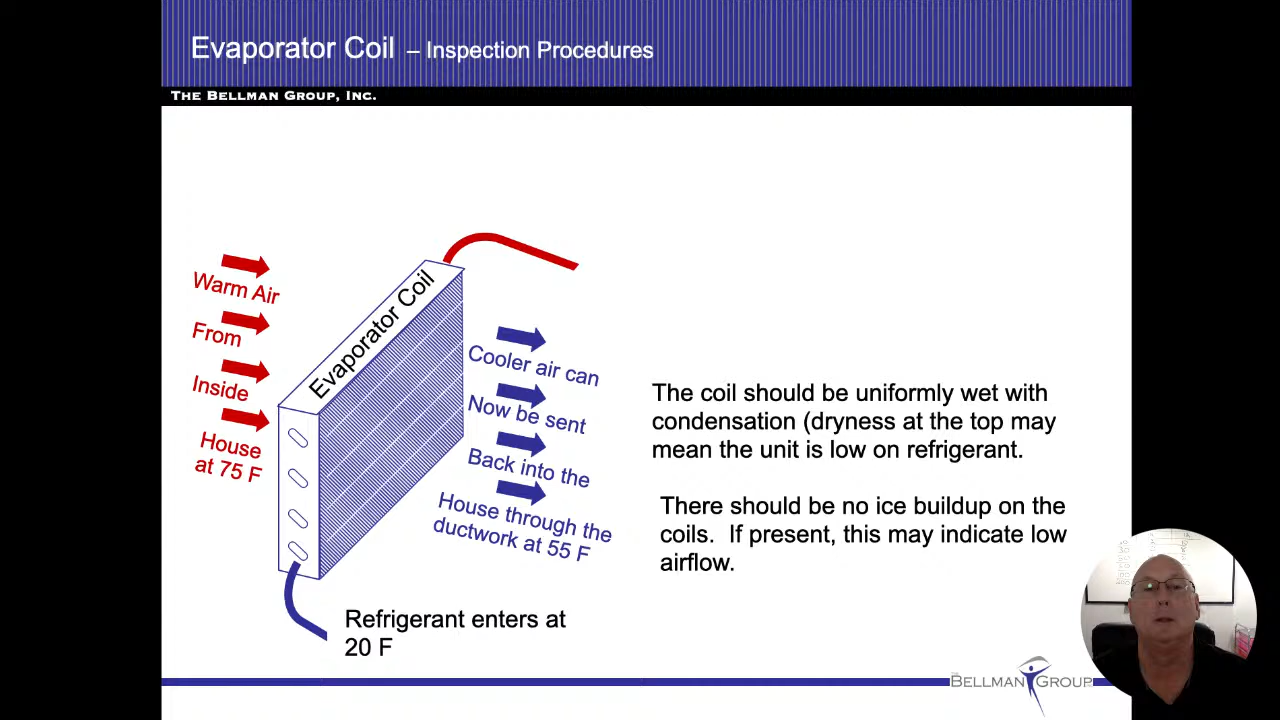 Evaporator Coil – Inspection Procedures
THE BELLMAN GROUP, INC.
Warm Air
From
Inside
House
at 75 F
Evaporator Coil
Cooler air can
Now be sent
Back into the
House through the
ductwork at 55 F
Refrigerant enters at
20 F
The coil should be uniformly wet with
condensation (dryness at the top may
mean the unit is low on refrigerant.
There should be no ice buildup on the
coils.  If present, this may indicate low
airflow.
THE BELLMAN GROUP